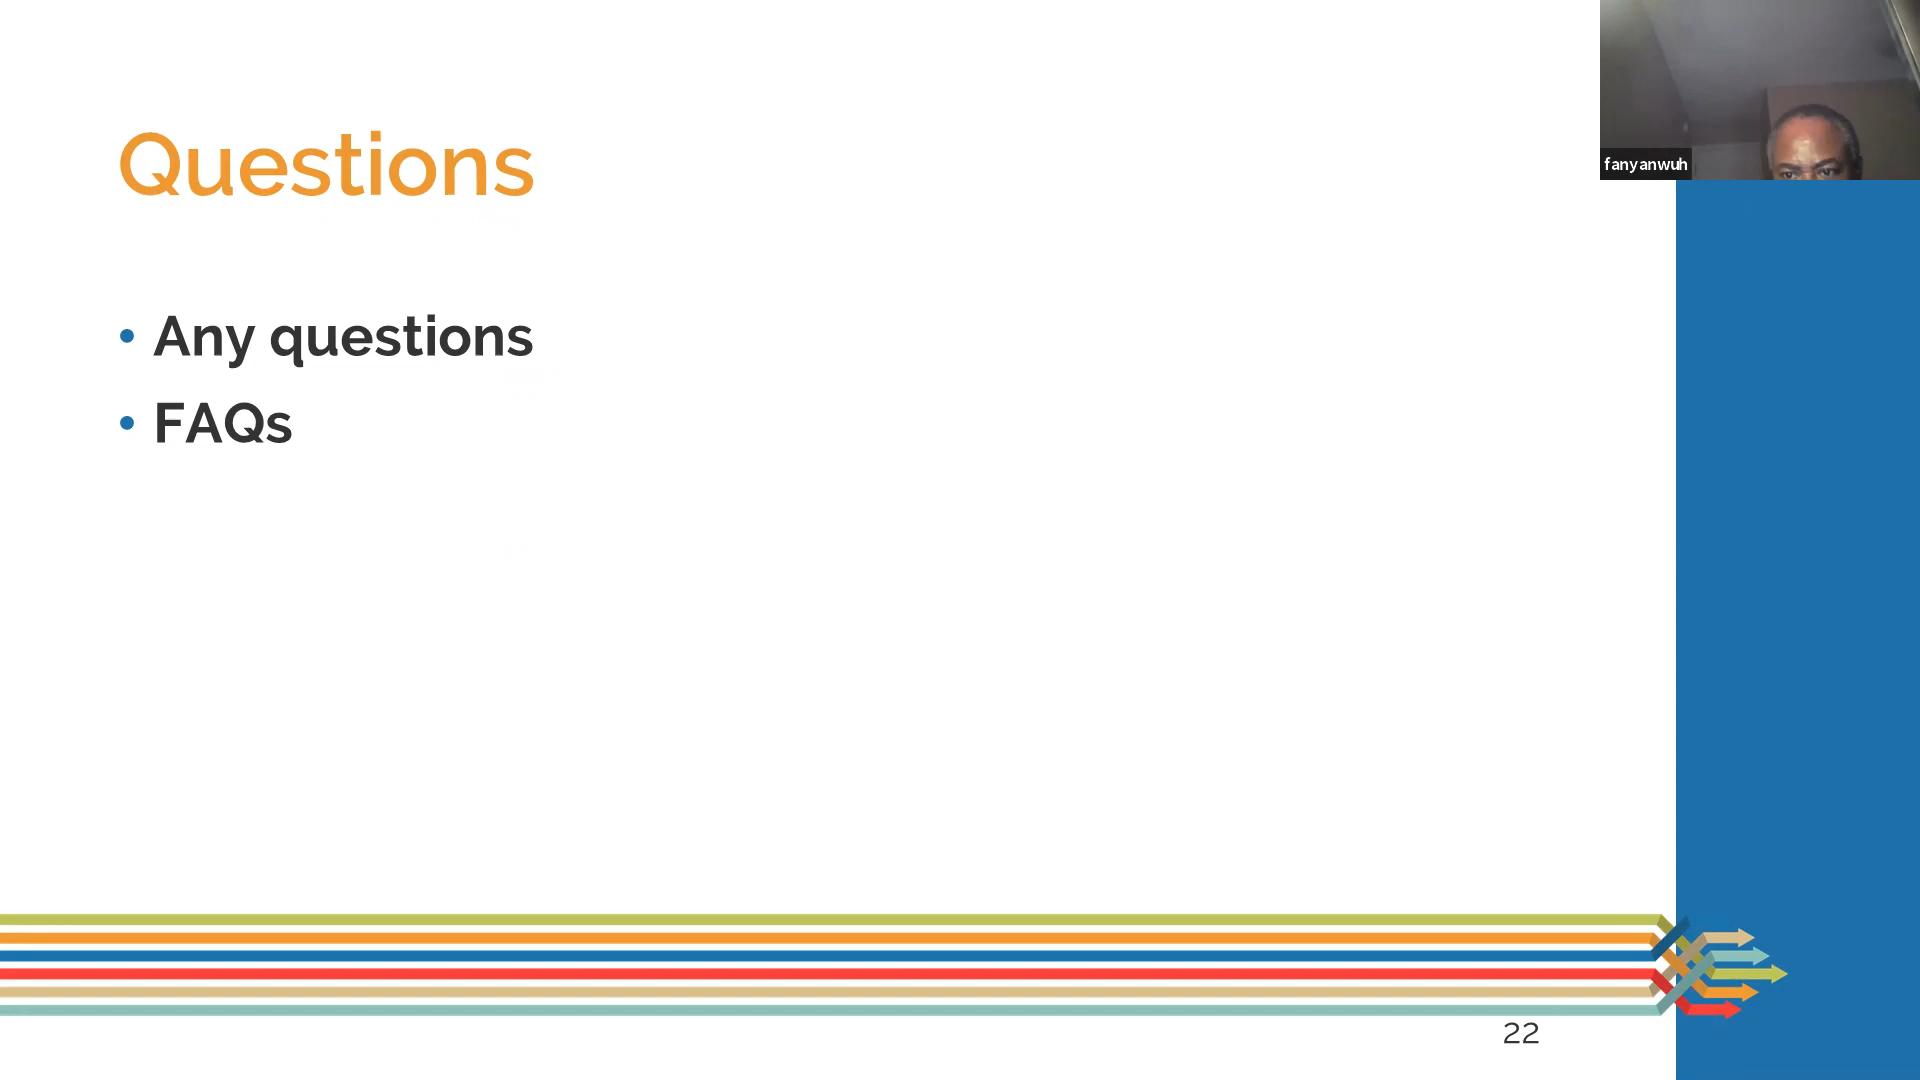 Questions
fanyanwuh
• Any questions
• FAQs
22